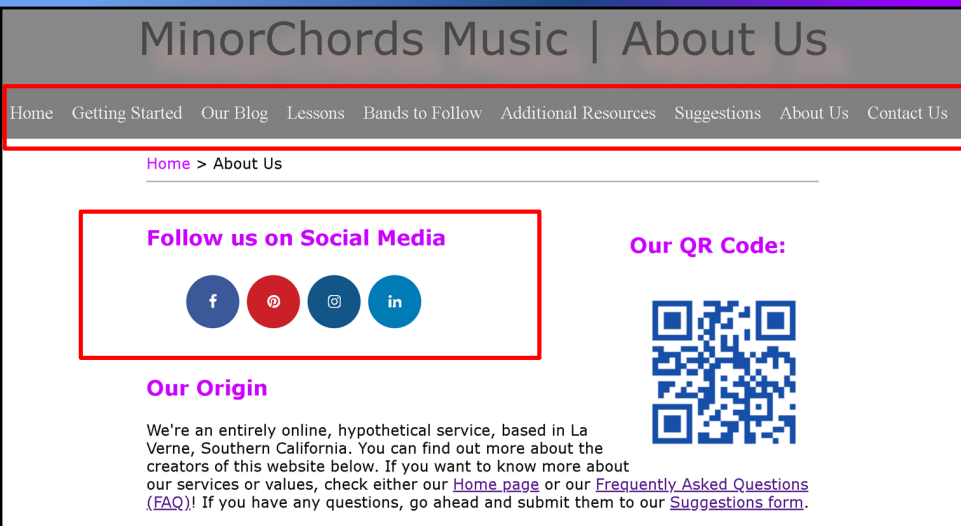 MinorChords Music | About Us
Home Getting Started Our Blog Lessons Bands to Follow Additional Resources Suggestions About Us Contact Us
Home > About Us
Follow us on Social Media
Our QR Code:
f
in
Our Origin
We're an entirely online, hypothetical service, based in La
Verne, Southern California. You can find out more about the
creators of this website below. If you want to know more about
our services or values, check either our Home page or our Frequently Asked Questions
(FAQ)! If you have any questions, go ahead and submit them to our Suggestions form.